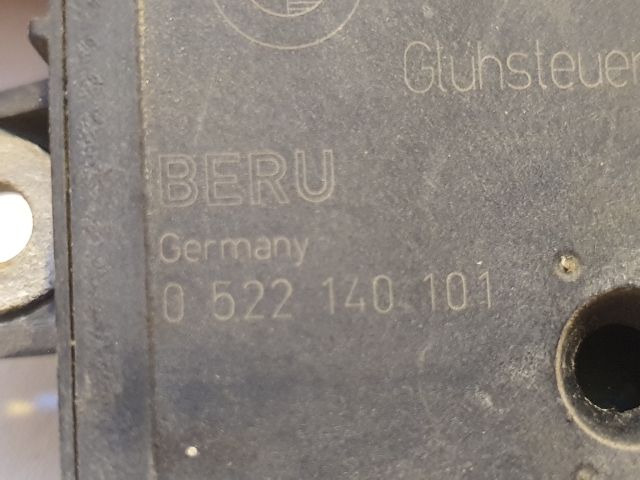 Glühsteuer
BERU
Germany
0 522 140 101